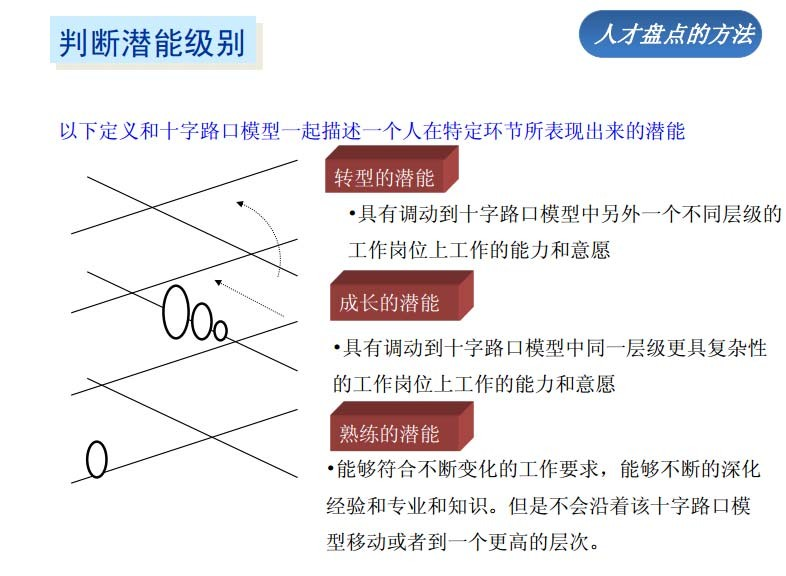 判断潜能级别
人才盘点的方法
以下定义和十字路口模型一起描述一个人在特定环节所表现出来的潜能
转型的潜能
•具有调动到十字路口模型中另外一个不同层级的
工作岗位上工作的能力和意愿
成长的潜能
•具有调动到十字路口模型中同一层级更具复杂性
的工作岗位上工作的能力和意愿
熟练的潜能
•能够符合不断变化的工作要求，能够不断的深化
经验和专业和知识。但是不会沿着该十字路口模
型移动或者到一个更高的层次。